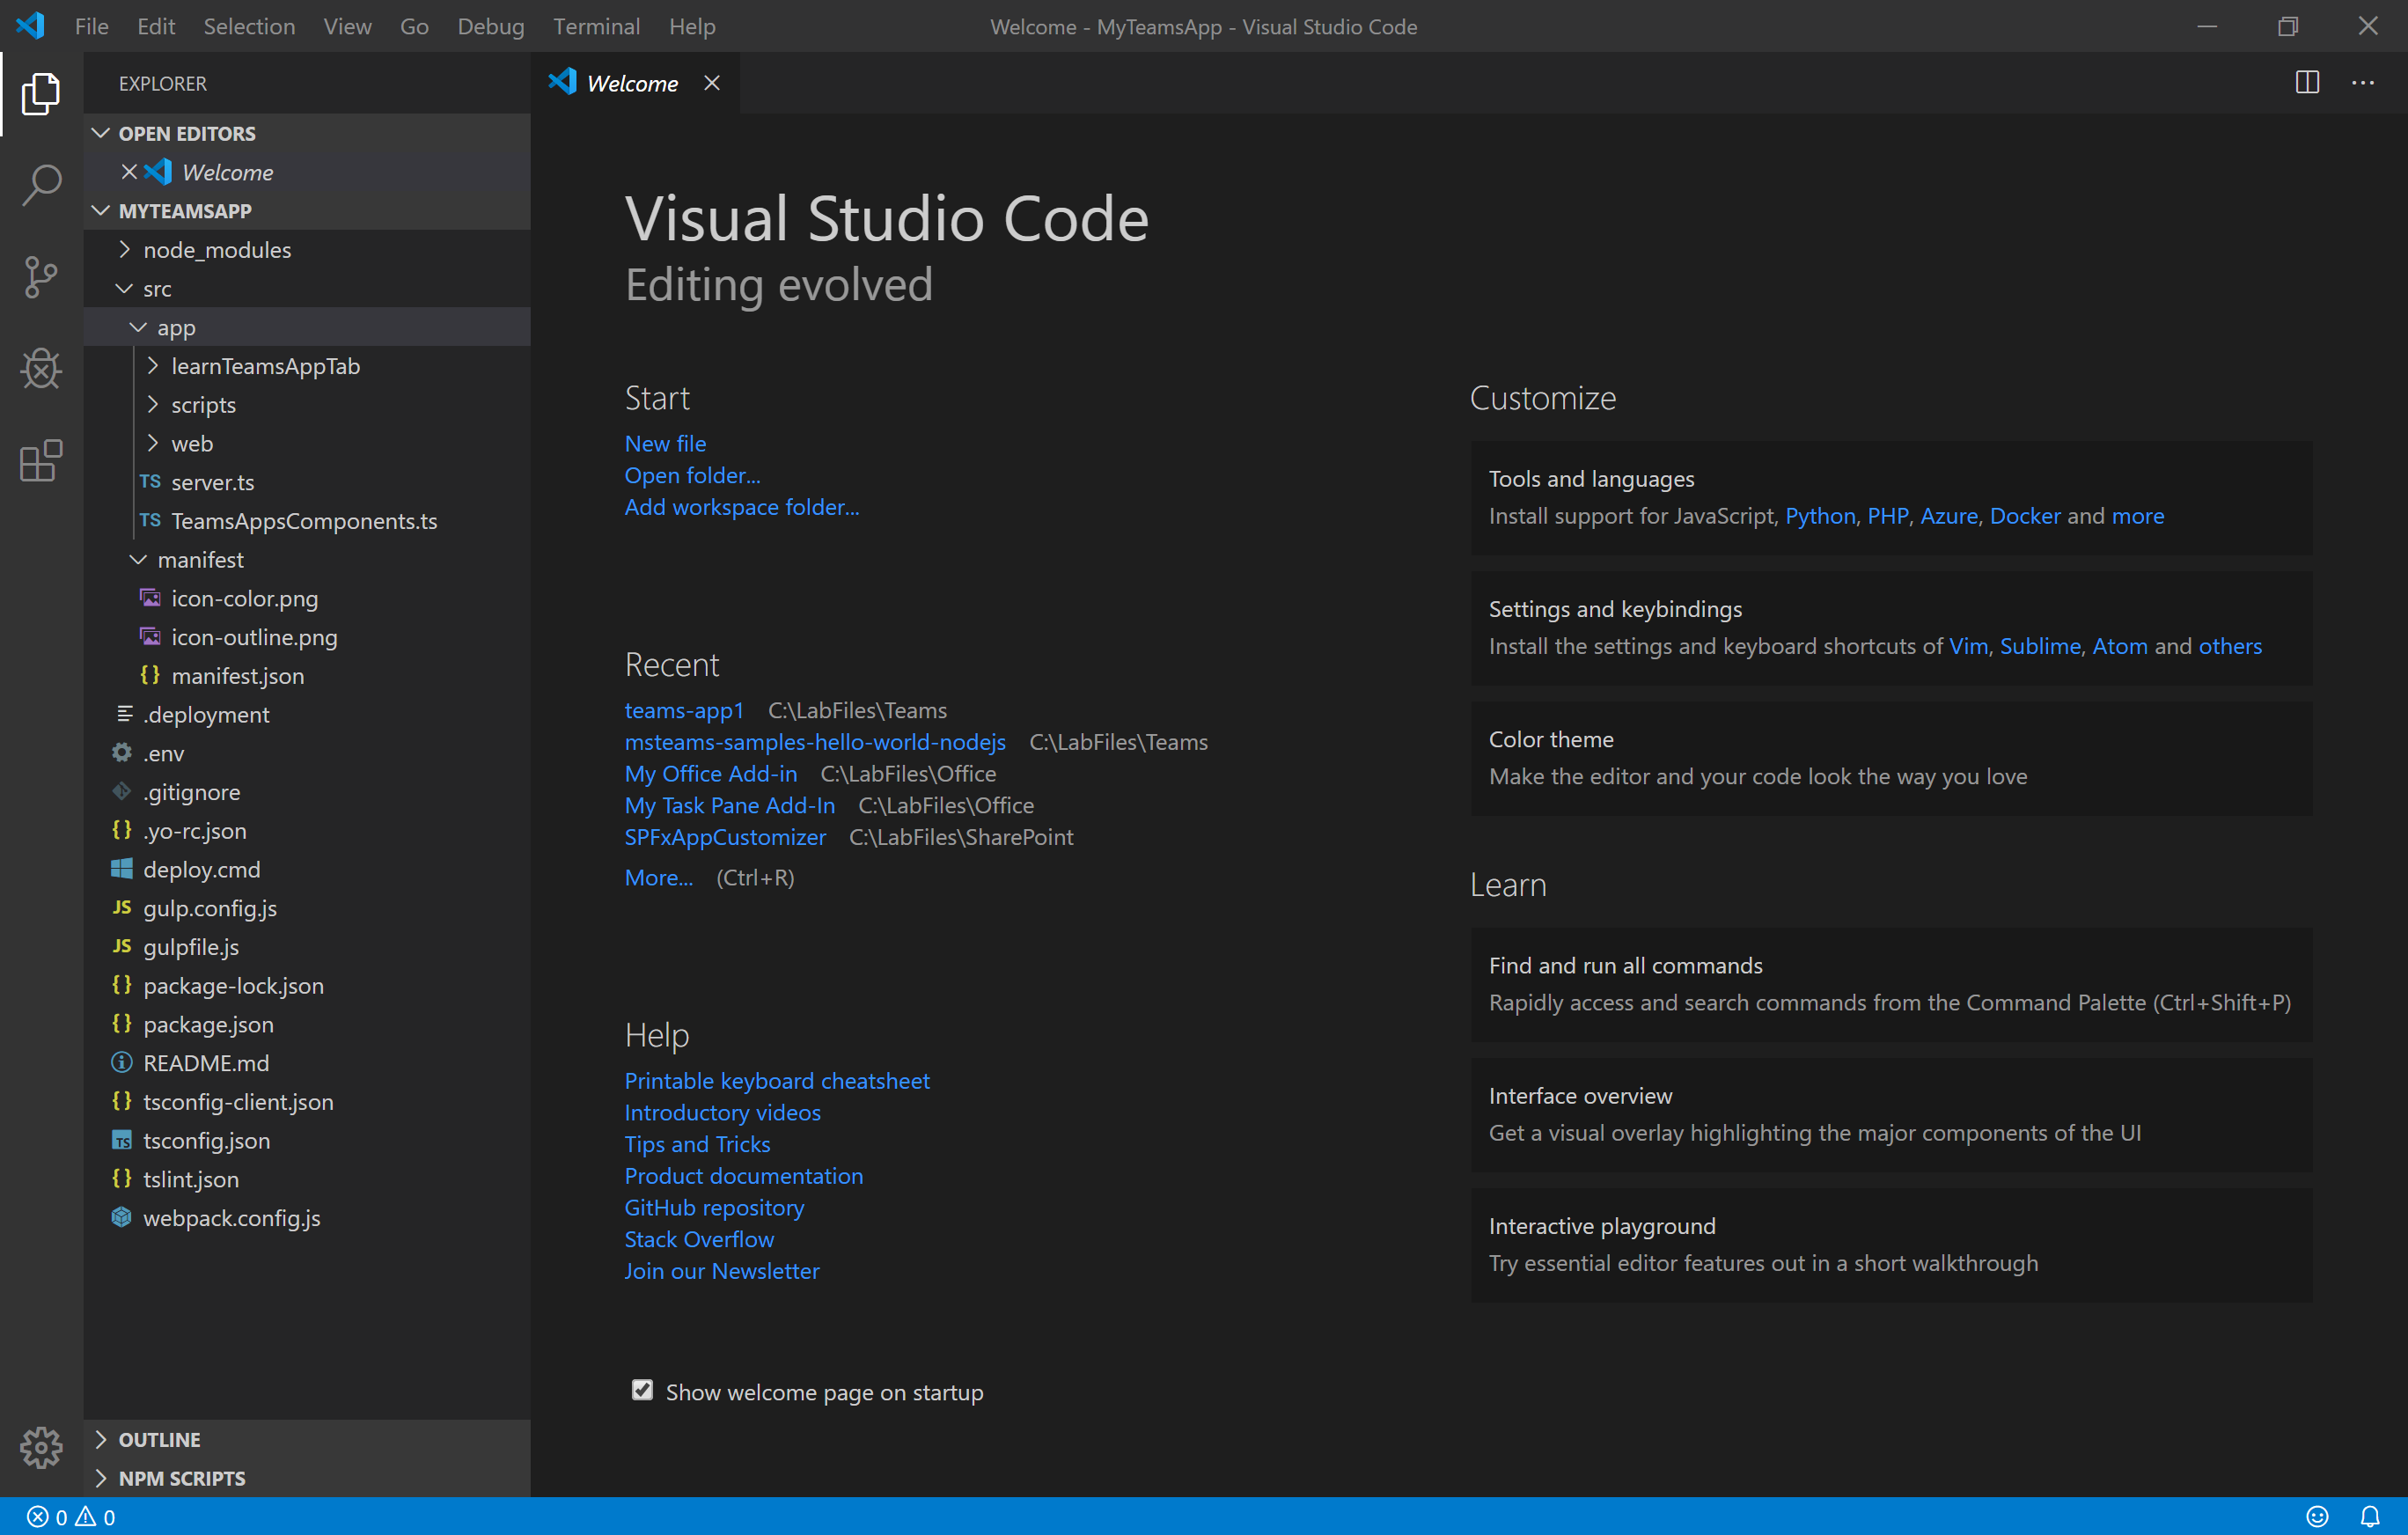 File Edit Selection View Go Debug Terminal Help
Welcome - MyTeamsApp - Visual Studio Code
EXPLORER
OPEN EDITORS
Welcome
MYTEAMSAPP
node_modules
src
app
learnTeamsAppTab
scripts
web
TS server.ts
TS TeamsAppsComponents.ts
manifest
icon-color.png
icon-outline.png
{} manifest.json
.deployment
.env
.gitignore
{} .yo-rc.json
deploy.cmd
JS gulp.config.js
JS gulpfile.js
{} package-lock.json
{} package.json
README.md
{} tsconfig-client.json
TS tsconfig.json
{} tslint.json
webpack.config.js
OUTLINE
NPM SCRIPTS
Welcome
Visual Studio Code
Editing evolved
Start
New file
Open folder...
Add workspace folder...
Recent
teams-app1 C:\LabFiles\Teams
msteams-samples-hello-world-nodejs C:\LabFiles\Teams
My Office Add-in C:\LabFiles\Office
My Task Pane Add-In C:\LabFiles\Office
SPFxAppCustomizer C:\LabFiles\SharePoint
More... (Ctrl+R)
Help
Printable keyboard cheatsheet
Introductory videos
Tips and Tricks
Product documentation
GitHub repository
Stack Overflow
Join our Newsletter
Show welcome page on startup
Customize
Tools and languages
Install support for JavaScript, Python, PHP, Azure, Docker and more
Settings and keybindings
Install the settings and keyboard shortcuts of Vim, Sublime, Atom and others
Color theme
Make the editor and your code look the way you love
Learn
Find and run all commands
Rapidly access and search commands from the Command Palette (Ctrl+Shift+P)
Interface overview
Get a visual overlay highlighting the major components of the UI
Interactive playground
Try essential editor features out in a short walkthrough
0 0